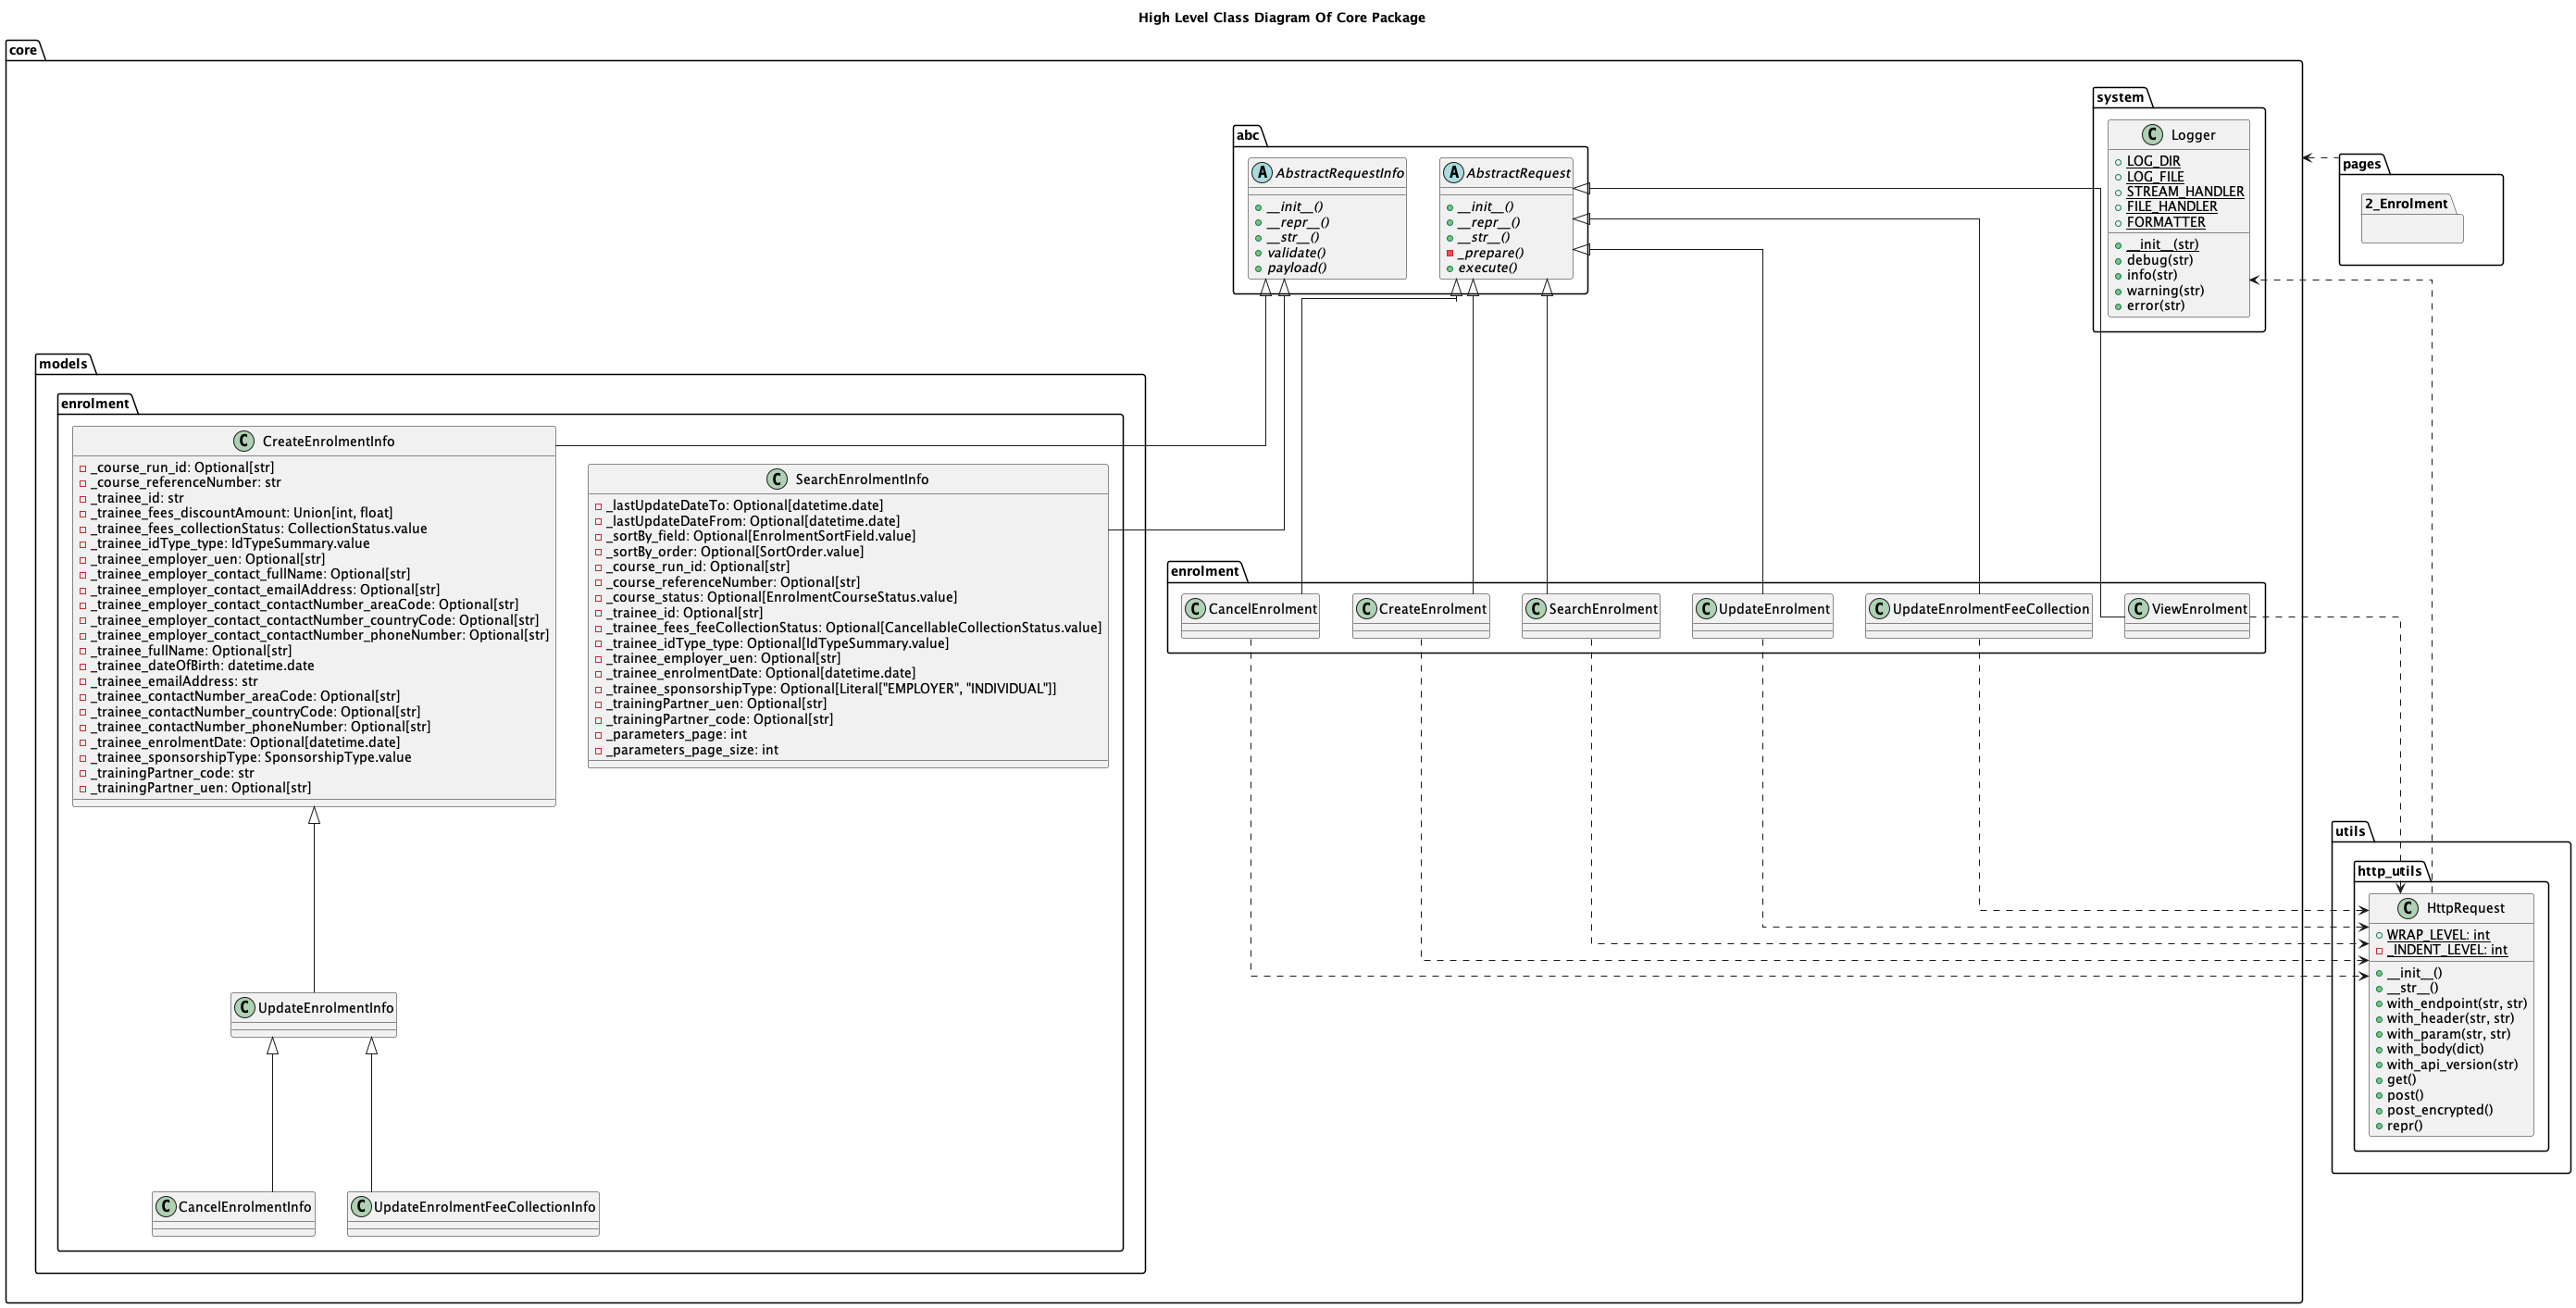 High Level Class Diagram Of Core Package
core
system
C Logger
LOG_DIR
LOG_FILE
STREAM_HANDLER
FILE_HANDLER
FORMATTER
__init__(str)
debug(str)
info(str)
warning(str)
error(str)
abc
A AbstractRequestInfo
__init__()
__repr__()
__str__()
validate()
payload()
A AbstractRequest
__init__()
__repr__()
__str__()
_prepare()
execute()
pages
2_Enrolment
models
enrolment
C CreateEnrolmentInfo
_course_run_id: Optional[str]
_course_referenceNumber: str
_trainee_id: str
_trainee_fees_discountAmount: Union[int, float]
_trainee_fees_collectionStatus: CollectionStatus.value
_trainee_idType_type: IdTypeSummary.value
_trainee_employer_uen: Optional[str]
_trainee_employer_contact_fullName: Optional[str]
_trainee_employer_contact_emailAddress: Optional[str]
_trainee_employer_contact_contactNumber_areaCode: Optional[str]
_trainee_employer_contact_contactNumber_countryCode: Optional[str]
_trainee_employer_contact_contactNumber_phoneNumber: Optional[str]
_trainee_fullName: Optional[str]
_trainee_dateOfBirth: datetime.date
_trainee_emailAddress: str
_trainee_contactNumber_areaCode: Optional[str]
_trainee_contactNumber_countryCode: Optional[str]
_trainee_contactNumber_phoneNumber: Optional[str]
_trainee_enrolmentDate: Optional[datetime.date]
_trainee_sponsorshipType: SponsorshipType.value
_trainingPartner_code: str
_trainingPartner_uen: Optional[str]
C SearchEnrolmentInfo
_lastUpdateDateTo: Optional[datetime.date]
_lastUpdateDateFrom: Optional[datetime.date]
_sortBy_field: Optional[EnrolmentSortField.value]
_sortBy_order: Optional[SortOrder.value]
_course_run_id: Optional[str]
_course_referenceNumber: Optional[str]
_course_status: Optional[EnrolmentCourseStatus.value]
_trainee_id: Optional[str]
_trainee_fees_feeCollectionStatus: Optional[CancellableCollectionStatus.value]
_trainee_idType_type: Optional[IdTypeSummary.value]
_trainee_employer_uen: Optional[str]
_trainee_enrolmentDate: Optional[datetime.date]
_trainee_sponsorshipType: Optional[Literal["EMPLOYER", "INDIVIDUAL"]]
_trainingPartner_uen: Optional[str]
_trainingPartner_code: Optional[str]
_parameters_page: int
_parameters_page_size: int
C UpdateEnrolmentInfo
C CancelEnrolmentInfo
C UpdateEnrolmentFeeCollectionInfo
enrolment
C CancelEnrolment
C CreateEnrolment
C SearchEnrolment
C UpdateEnrolment
C UpdateEnrolmentFeeCollection
C ViewEnrolment
utils
http_utils
C HttpRequest
WRAP_LEVEL: int
_INDENT_LEVEL: int
__init__()
__str__()
with_endpoint(str, str)
with_header(str, str)
with_param(str, str)
with_body(dict)
with_api_version(str)
get()
post()
post_encrypted()
repr()